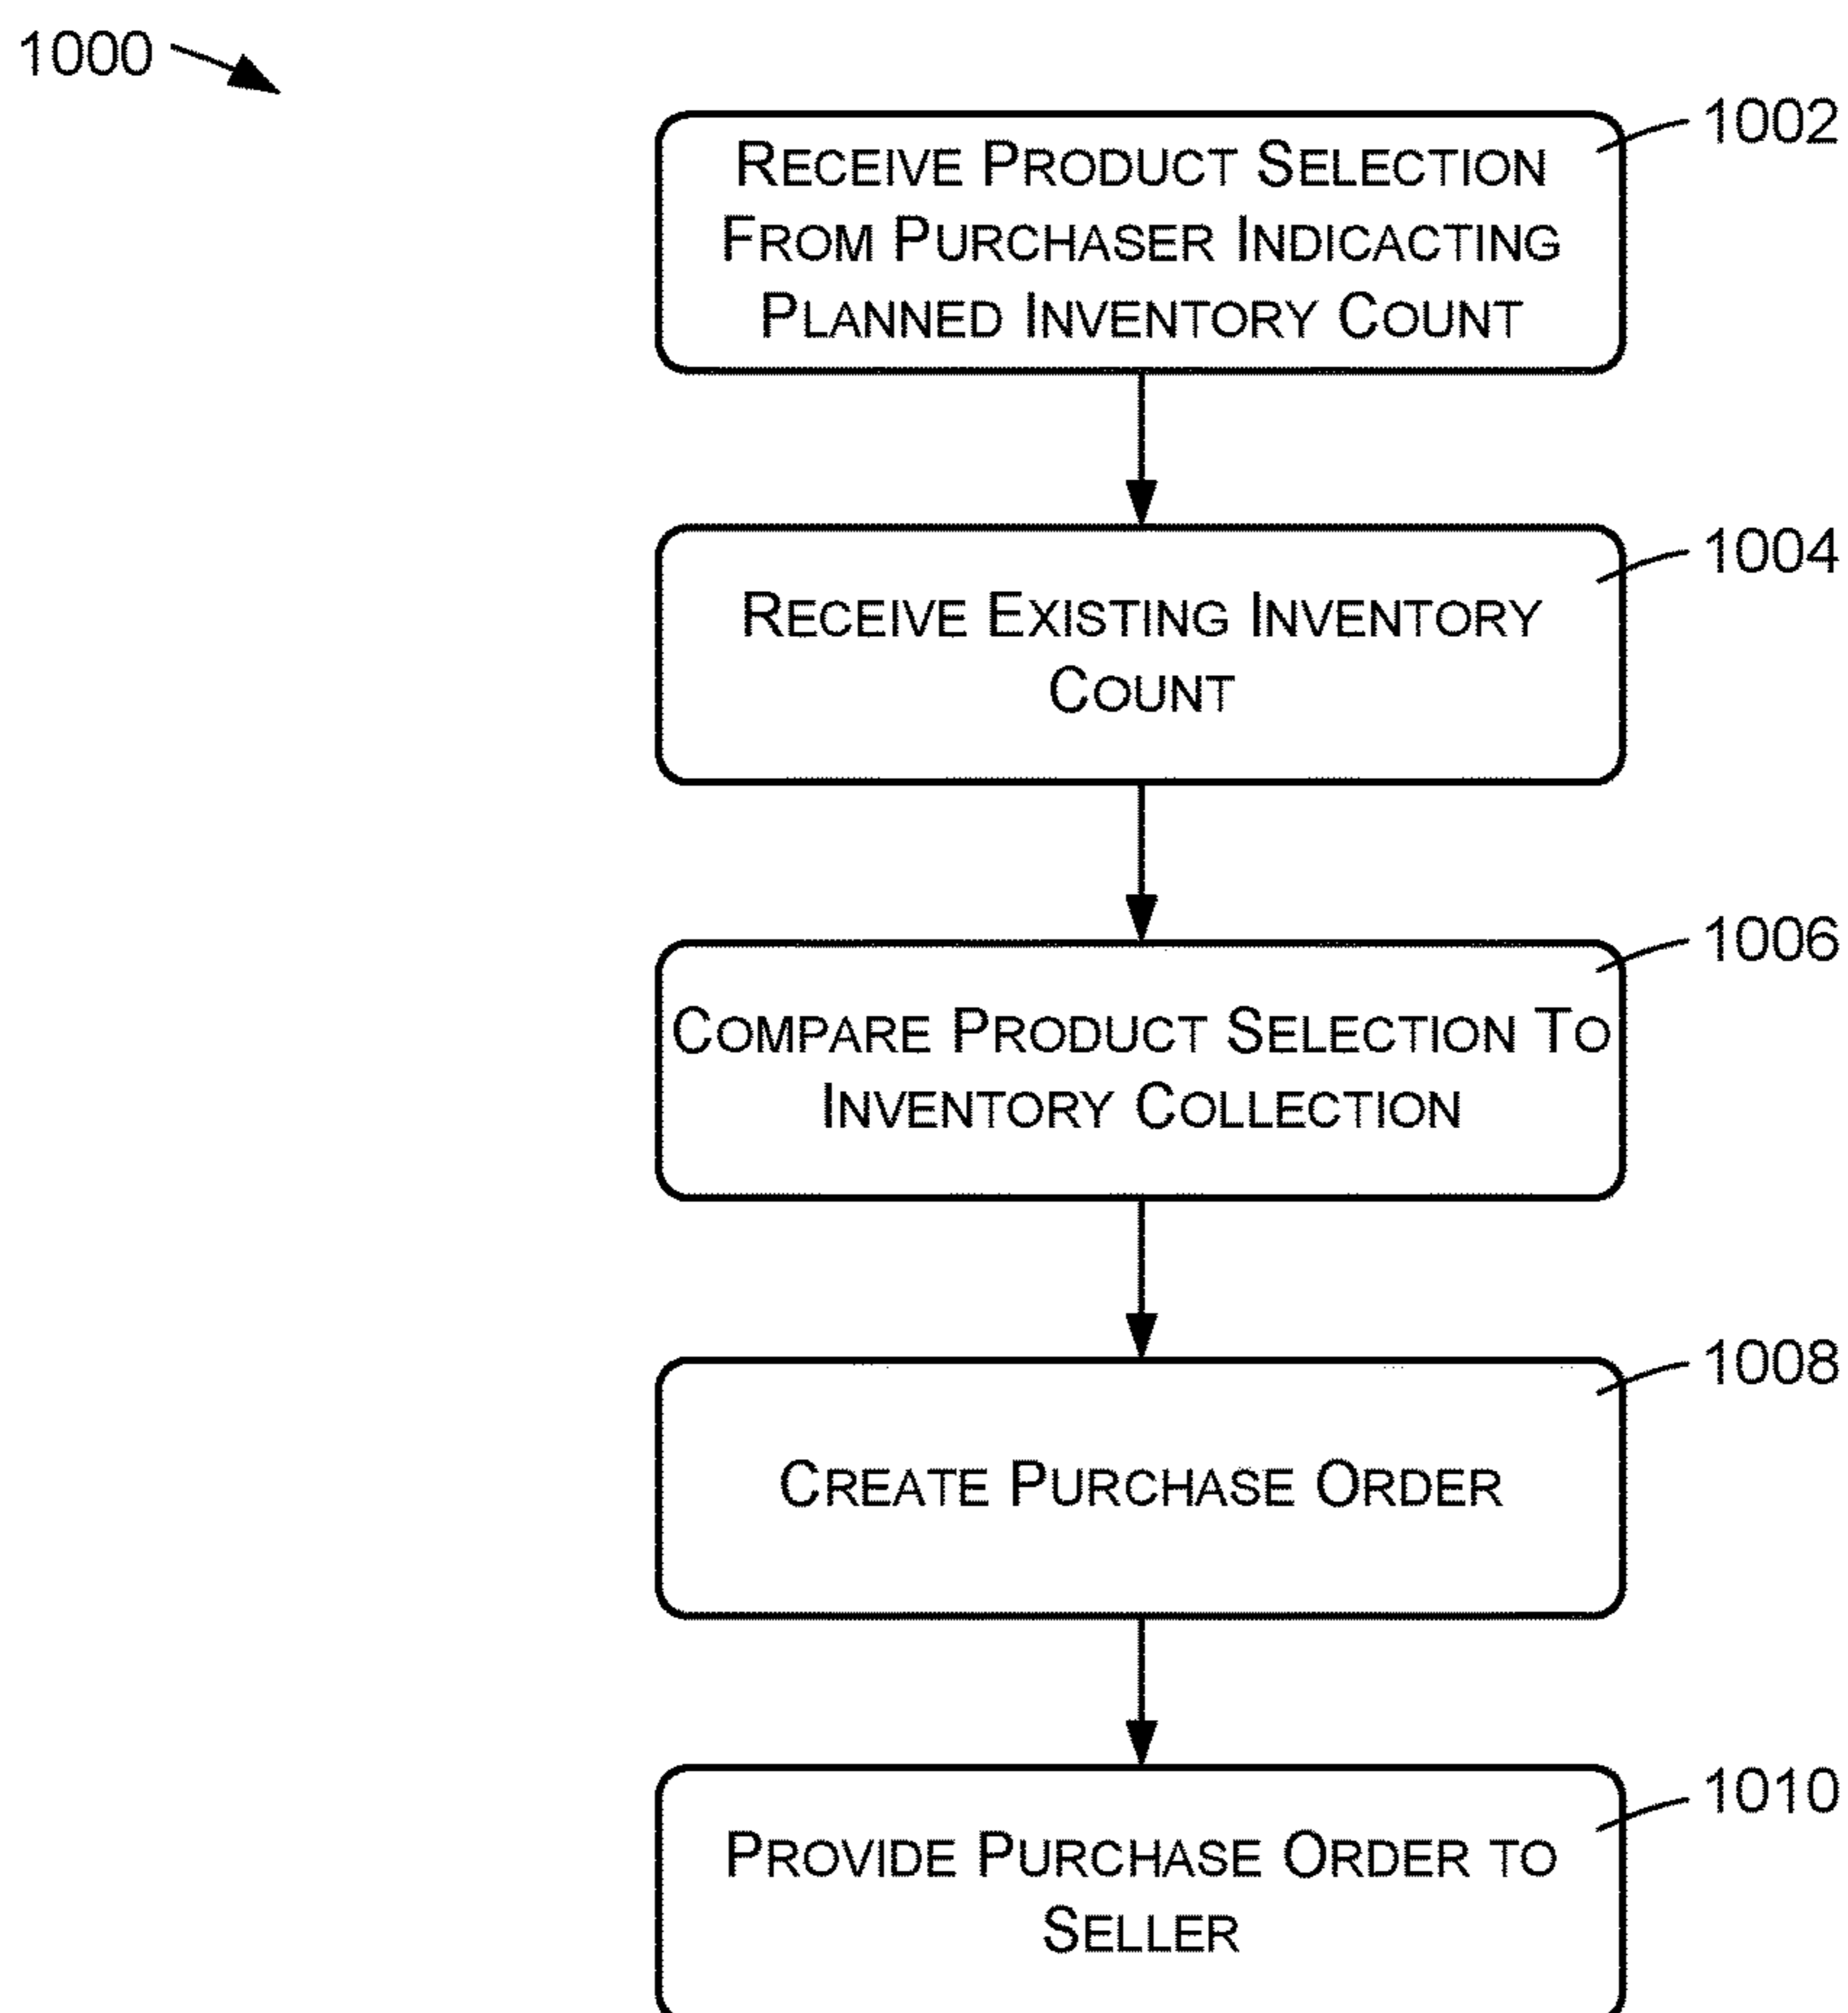 1000
1002
RECEIVE PRODUCT SELECTION
FROM PURCHASER INDICACTING
PLANNED INVENTORY COUNT
1004
RECEIVE EXISTING INVENTORY
COUNT
1006
COMPARE PRODUCT SELECTION TO
INVENTORY COLLECTION
1008
CREATE PURCHASE ORDER
1010
PROVIDE PURCHASE ORDER TO
SELLER